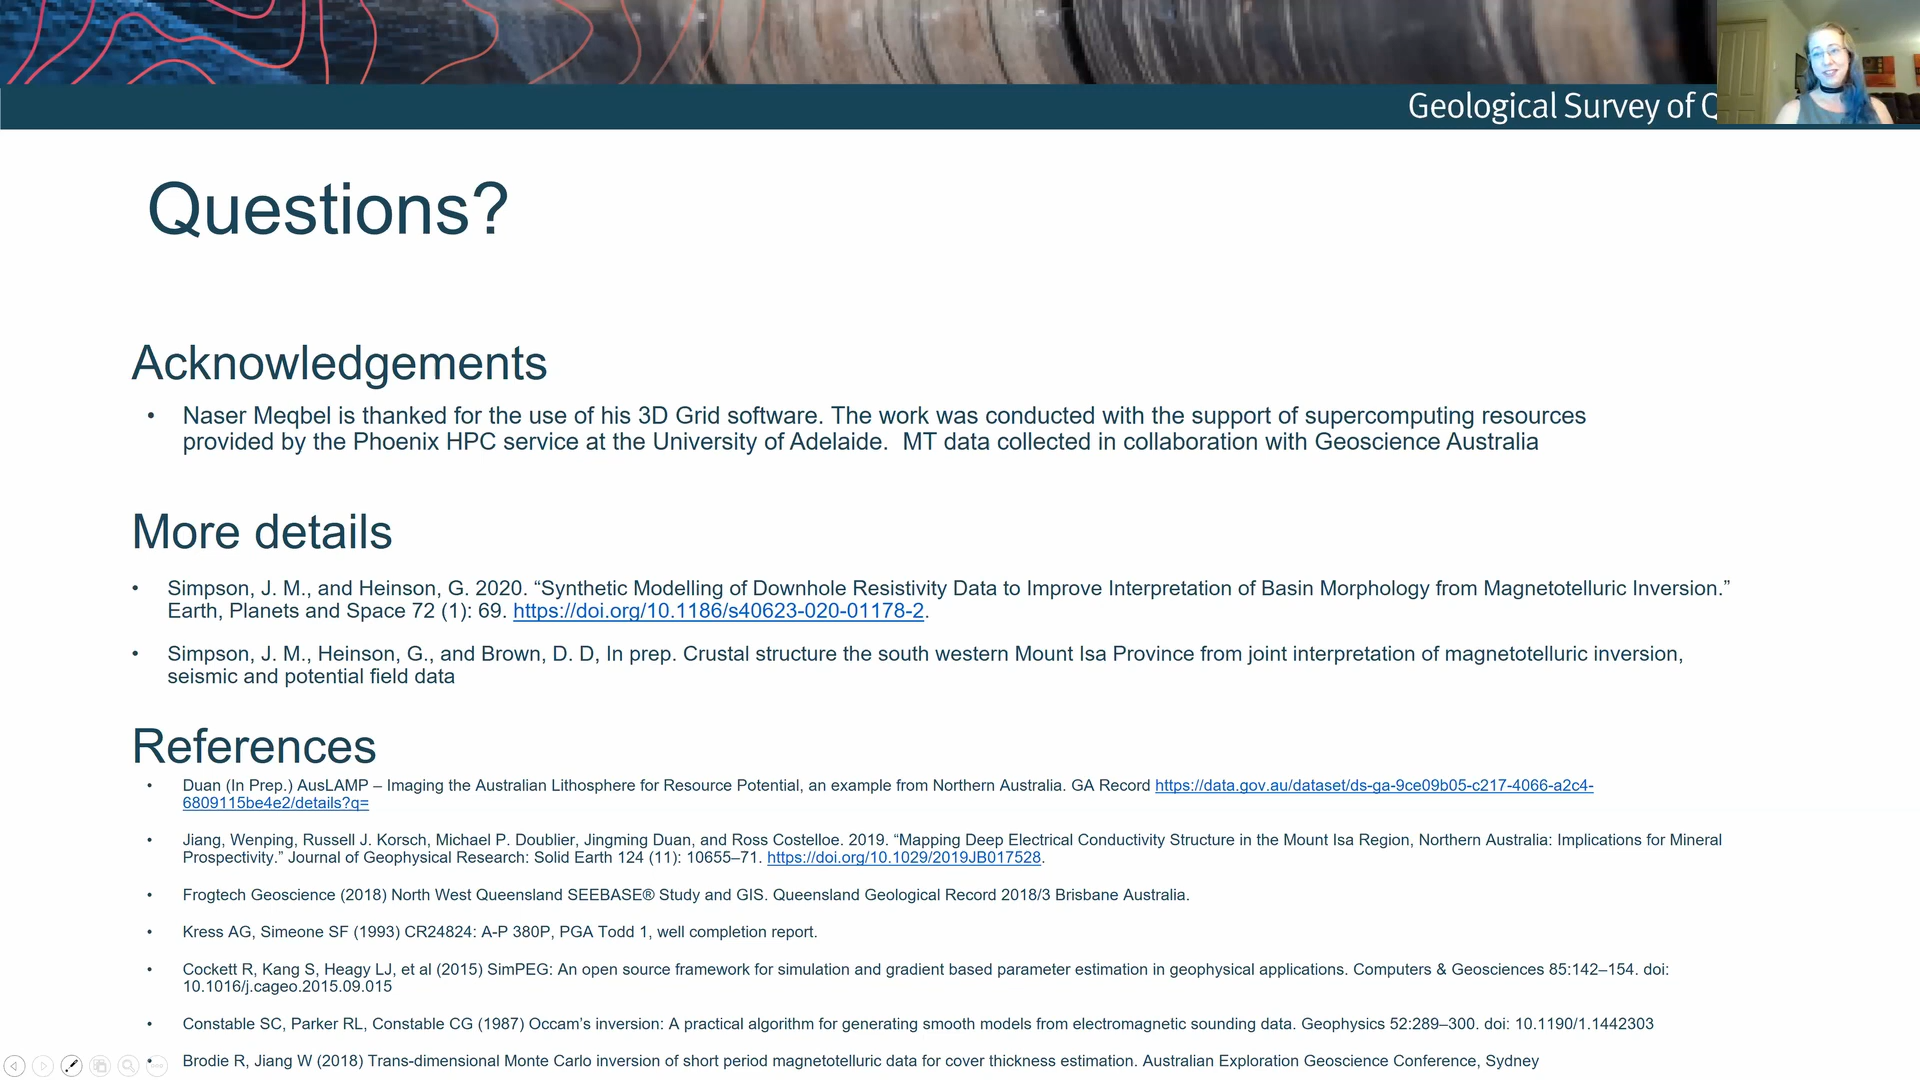 Geological Survey of Q
Questions?
Acknowledgements
• Naser Meqbel is thanked for the use of his 3D Grid software. The work was conducted with the support of supercomputing resources
provided by the Phoenix HPC service at the University of Adelaide.  MT data collected in collaboration with Geoscience Australia
More details
• Simpson, J. M., and Heinson, G. 2020. “Synthetic Modelling of Downhole Resistivity Data to Improve Interpretation of Basin Morphology from Magnetotelluric Inversion.”
Earth, Planets and Space 72 (1): 69. https://doi.org/10.1186/s40623-020-01178-2.
• Simpson, J. M., Heinson, G., and Brown, D. D, In prep. Crustal structure the south western Mount Isa Province from joint interpretation of magnetotelluric inversion,
seismic and potential field data
References
• Duan (In Prep.) AusLAMP – Imaging the Australian Lithosphere for Resource Potential, an example from Northern Australia. GA Record https://data.gov.au/dataset/ds-ga-9ce09b05-c217-4066-a2c4-
6809115be4e2/details?q=
• Jiang, Wenping, Russell J. Korsch, Michael P. Doublier, Jingming Duan, and Ross Costelloe. 2019. “Mapping Deep Electrical Conductivity Structure in the Mount Isa Region, Northern Australia: Implications for Mineral
Prospectivity.” Journal of Geophysical Research: Solid Earth 124 (11): 10655–71. https://doi.org/10.1029/2019JB017528.
• Frogtech Geoscience (2018) North West Queensland SEEBASE® Study and GIS. Queensland Geological Record 2018/3 Brisbane Australia.
• Kress AG, Simeone SF (1993) CR24824: A-P 380P, PGA Todd 1, well completion report.
• Cockett R, Kang S, Heagy LJ, et al (2015) SimPEG: An open source framework for simulation and gradient based parameter estimation in geophysical applications. Computers & Geosciences 85:142–154. doi:
10.1016/j.cageo.2015.09.015
• Constable SC, Parker RL, Constable CG (1987) Occam’s inversion: A practical algorithm for generating smooth models from electromagnetic sounding data. Geophysics 52:289–300. doi: 10.1190/1.1442303
• Brodie R, Jiang W (2018) Trans-dimensional Monte Carlo inversion of short period magnetotelluric data for cover thickness estimation. Australian Exploration Geoscience Conference, Sydney